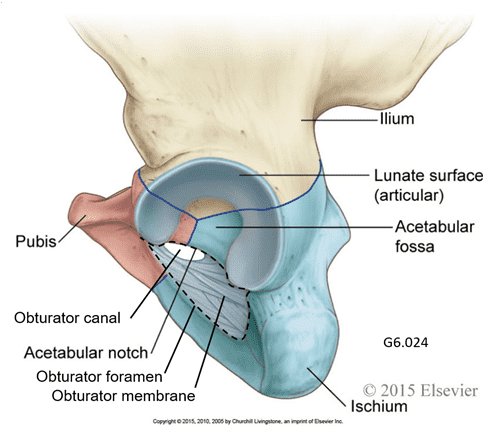 Ilium
Lunate surface
(articular)
Acetabular
fossa
Pubis
Obturator canal
Acetabular notch
Obturator foramen
Obturator membrane
G6.024
© 2015 Elsevier
Ischium
Copyright © 2015, 2010, 2005 by Churchill Livingstone, an imprint of Elsevier Inc.